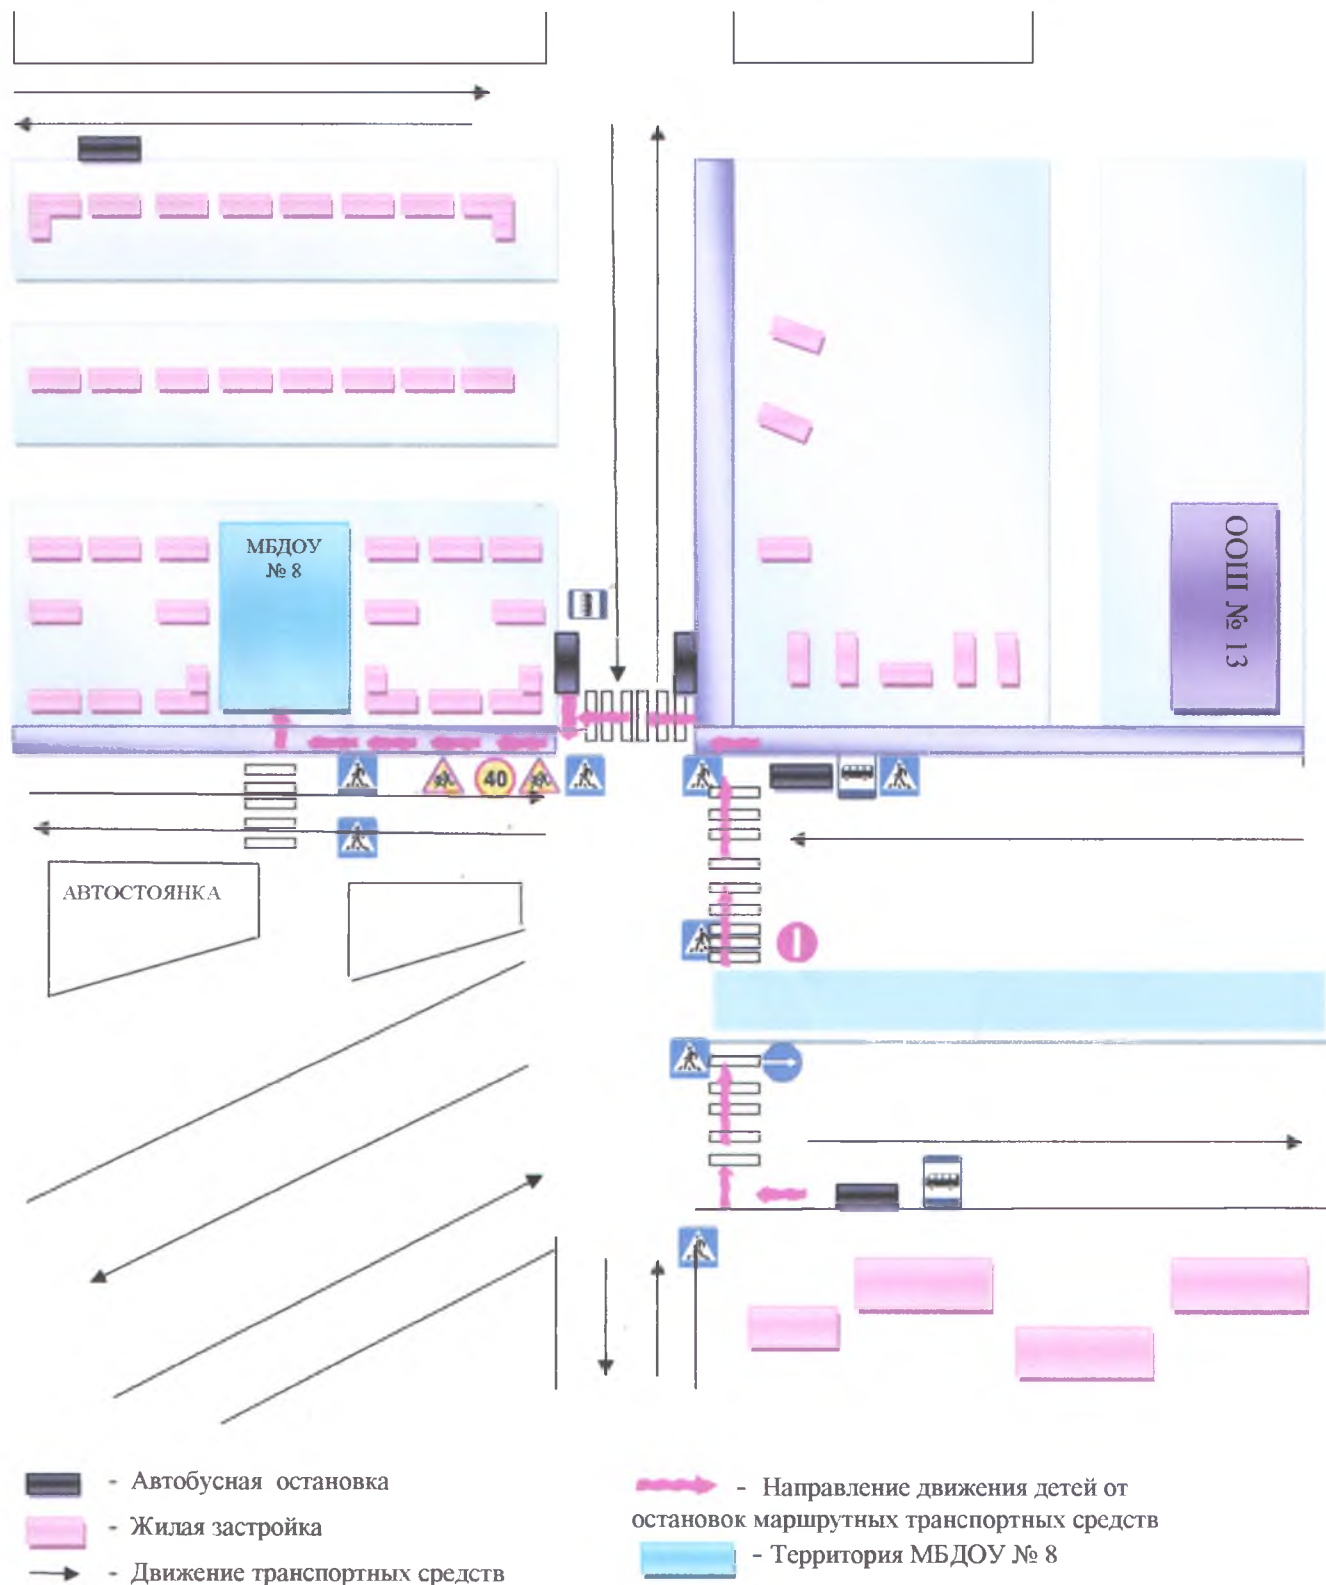 МБДОУ
№ 8
ООШ № 13
40
АВТОСТОЯНКА
- Автобусная остановка
- Жилая застройка
- Движение транспортных средств
- Направление движения детей от
остановок маршрутных транспортных средств
- Территория МБДОУ № 8